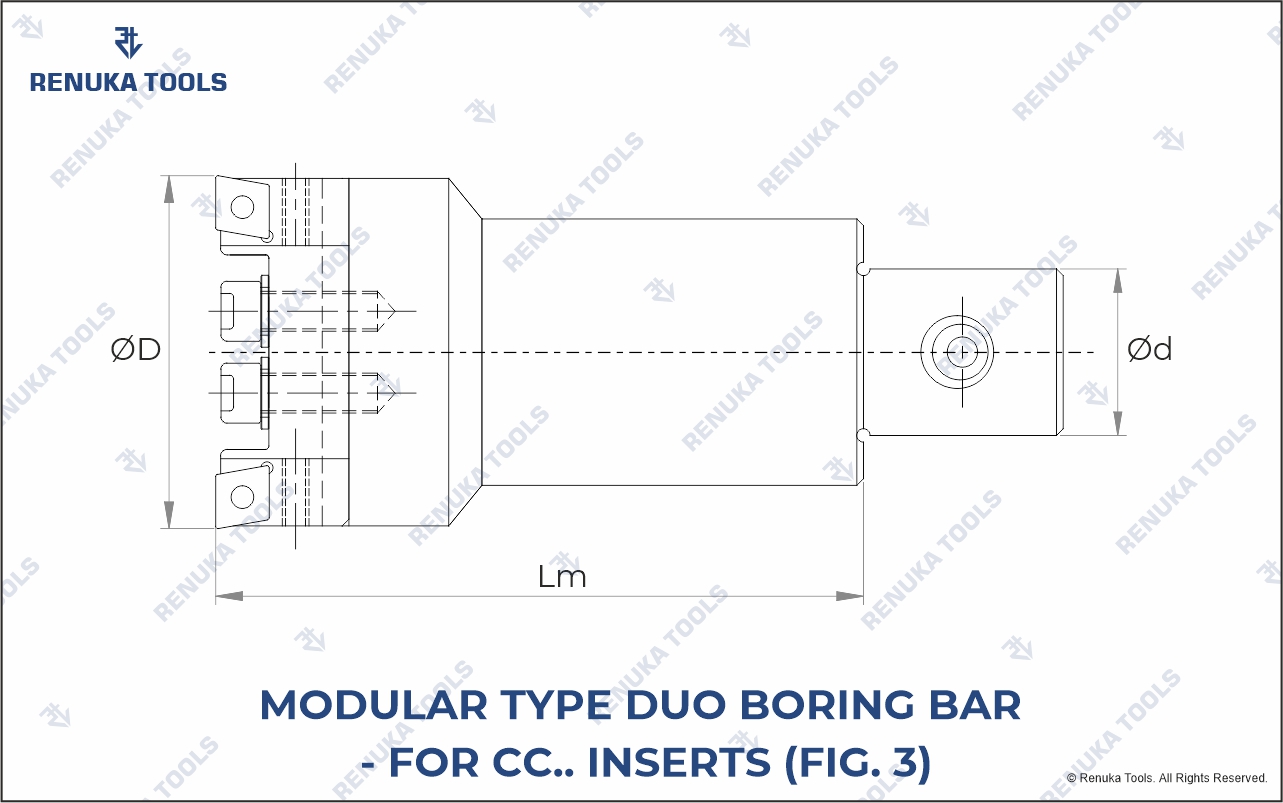 RENUKA TOOLS
ØD
Ød
Lm
MODULAR TYPE DUO BORING BAR
- FOR CC.. INSERTS (FIG. 3)
© Renuka Tools. All Rights Reserved.